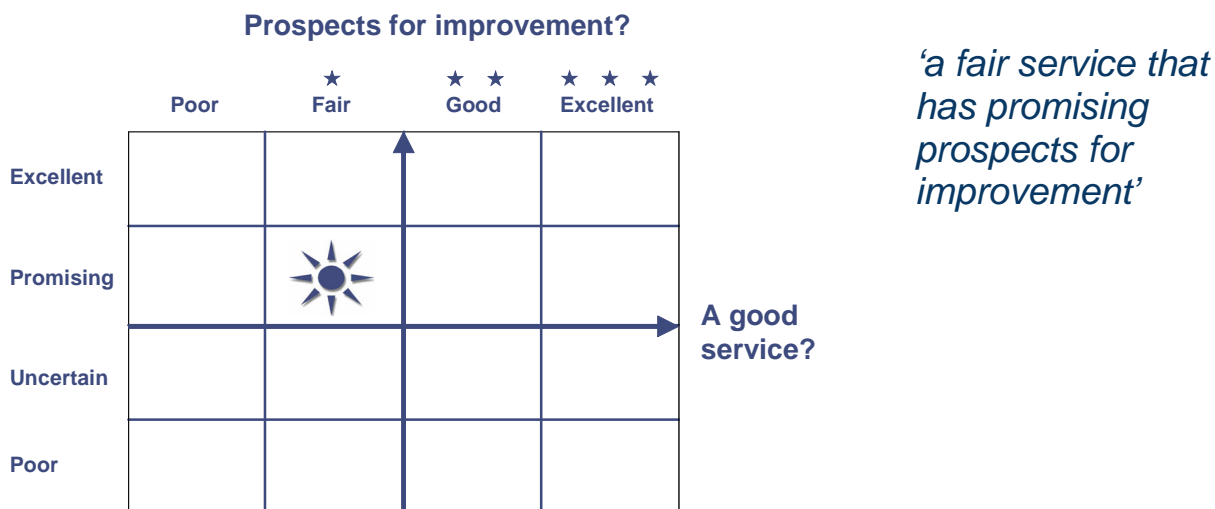 Prospects for improvement?
‘a fair service that
has promising
prospects for
improvement’
★ ★ ★ ★ ★ ★
Poor Fair Good Excellent
Excellent
Promising
A good
service?
Uncertain
Poor